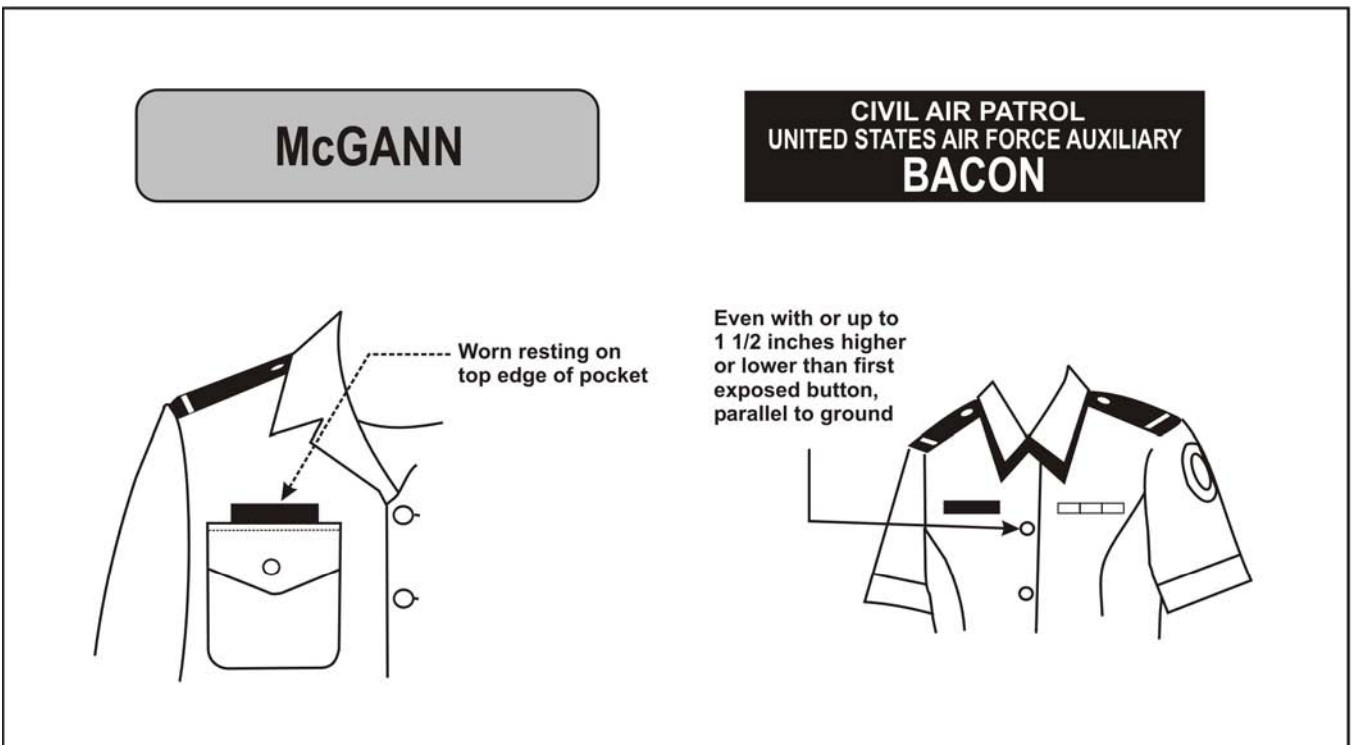 McGANN
CIVIL AIR PATROL
UNITED STATES AIR FORCE AUXILIARY
BACON
Worn resting on
top edge of pocket
Even with or up to
1 1/2 inches higher
or lower than first
exposed button,
parallel to ground